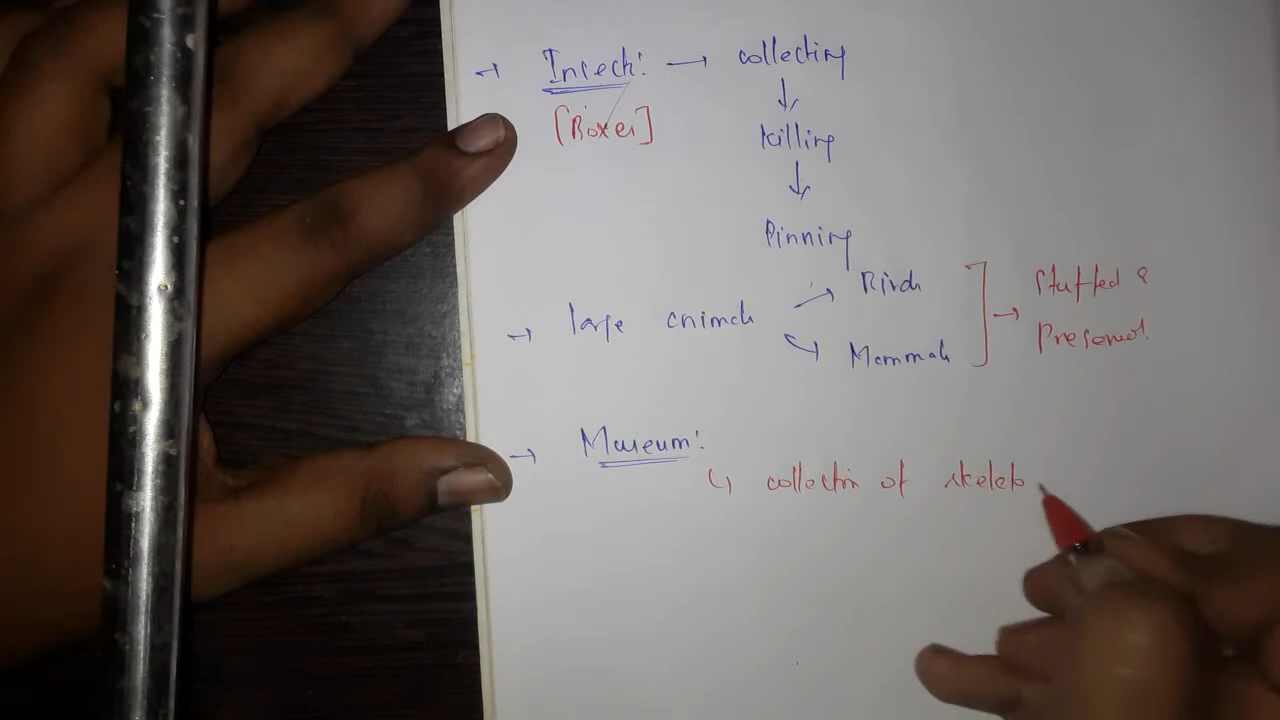 → Insects: → collecting
[Boxes]
↓
Killing
↓
Pinning
→ large animals → Birds
→ Mammals
] → Stuffed &
Preserved.
→ Museum:
↳ collection of skeleto